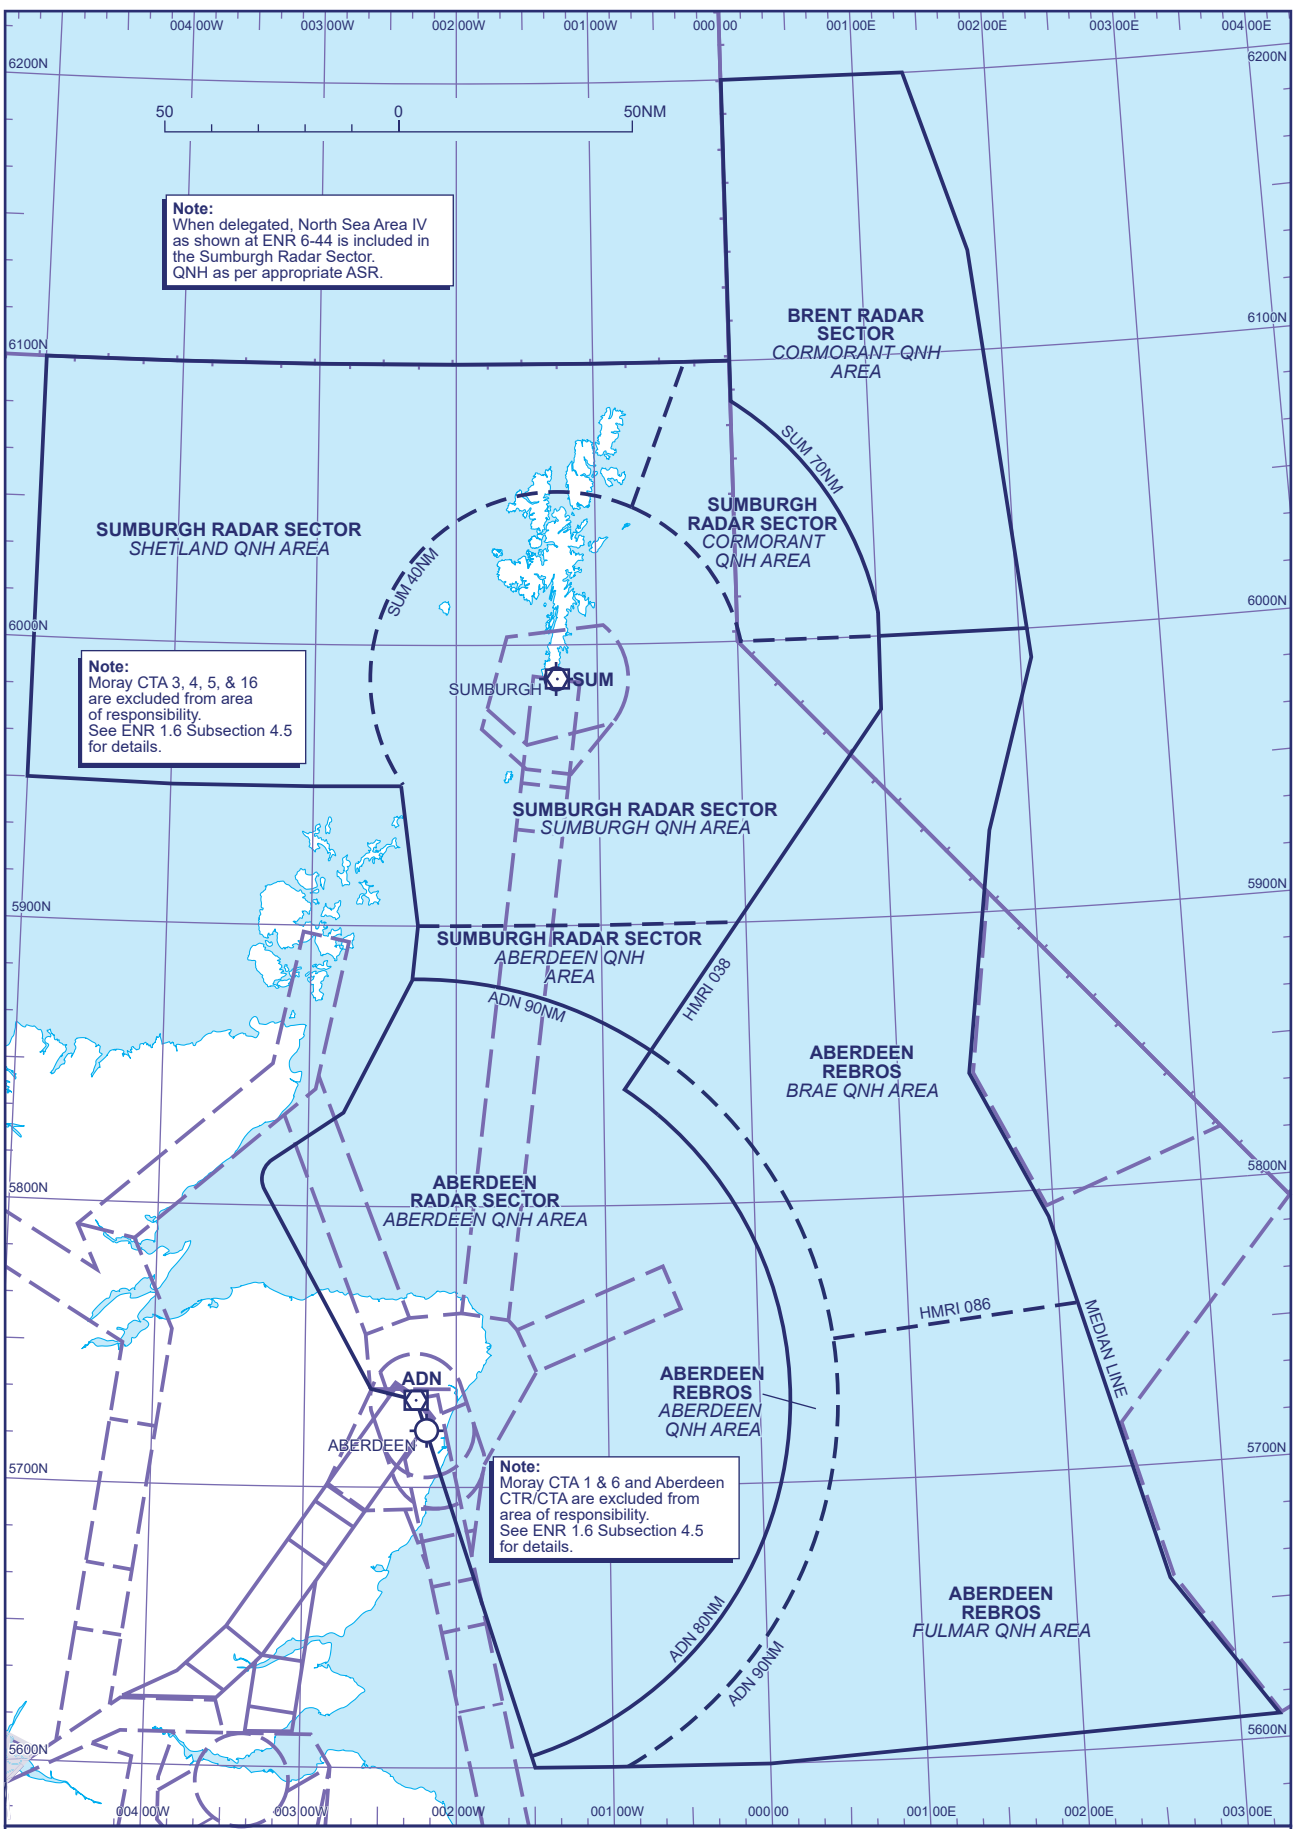 004 00W 003 00W 002 00W 001 00W 000 00 001 00E 002 00E 003 00E 004 00E
6200N
6200N
50 0 50NM
Note:
When delegated, North Sea Area IV
as shown at ENR 6-44 is included in
the Sumburgh Radar Sector.
QNH as per appropriate ASR.
BRENT RADAR
SECTOR
CORMORANT QNH
AREA
6100N
6100N
SUM 70NM
SUMBURGH RADAR SECTOR
SHETLAND QNH AREA
SUMBURGH
RADAR SECTOR
CORMORANT
QNH AREA
SUM 40NM
6000N
6000N
Note:
Moray CTA 3, 4, 5, & 16
are excluded from area
of responsibility.
See ENR 1.6 Subsection 4.5
for details.
SUM
SUMBURGH
SUMBURGH RADAR SECTOR
SUMBURGH QNH AREA
5900N
5900N
SUMBURGH RADAR SECTOR
ABERDEEN QNH
AREA
HMRI 038
ADN 90NM
ABERDEEN
REBROS
BRAE QNH AREA
5800N
5800N
ABERDEEN
RADAR SECTOR
ABERDEEN QNH AREA
HMRI 086
MEDIAN LINE
ADN
ABERDEEN
ABERDEEN
REBROS
ABERDEEN
QNH AREA
5700N
5700N
Note:
Moray CTA 1 & 6 and Aberdeen
CTR/CTA are excluded from
area of responsibility.
See ENR 1.6 Subsection 4.5
for details.
ABERDEEN
REBROS
FULMAR QNH AREA
ADN 80NM
ADN 90NM
5600N
5600N
004 00W 003 00W 002 00W 001 00W 000 00 001 00E 002 00E 003 00E